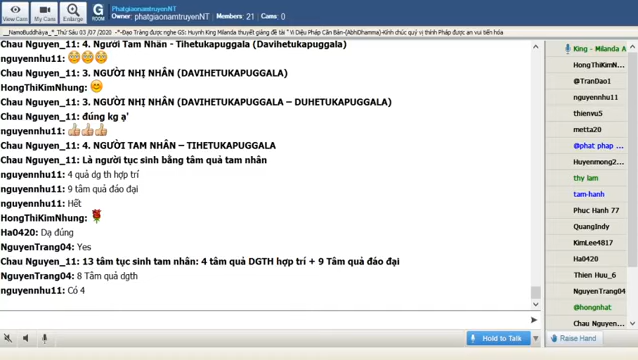 View Cam
My Cam
Enlarge
G
ROOM
Group: phatgiaonamtruyenNT
Owner: phatgiaonamtruyenNT Members: 21 Cams: 0
__NamoBuddhàya_*_Thứ Sáu 03 /07 /2020 -*-Đạo Tràng được nghe GS: Huynh King Milanda thuyết giảng đề tài " Vi Diệu Pháp Căn Bản-(AbhiDhamma) -Kính chúc quý vị thính Pháp được an vui tiến hóa
Chau Nguyen_11: 4. Người Tam Nhân - Tihetukapuggala (Davihetukapuggala)
nguyennhu11:
Chau Nguyen_11: 3. NGƯỜI NHỊ NHÂN (DAVIHETUKAPUGGALA)
HongThiKimNhung:
Chau Nguyen_11: 3. NGƯỜI NHỊ NHÂN (DAVIHETUKAPUGGALA – DUHETUKAPUGGALA)
Chau Nguyen_11: đúng kg ạ'
nguyennhu11:
Chau Nguyen_11: 4. NGƯỜI TAM NHÂN – TIHETUKAPUGGALA
Chau Nguyen_11: Là người tục sinh bằng tâm quả tam nhân
nguyennhu11: 4 quả dg th hợp trí
nguyennhu11: 9 tâm quả đáo đại
nguyennhu11: Hết
HongThiKimNhung:
Ha0420: Dạ đúng
NguyenTrang04: Yes
Chau Nguyen_11: 13 tâm tục sinh tam nhân: 4 tâm quả DGTH hợp trí + 9 Tâm quả đáo đại
NguyenTrang04: 8 Tâm quả dgth
nguyennhu11: Có 4
King - Milanda A
HongThiKimN...
@TranDao1
nguyennhu11
thienvu5
metta20
@phat phap ...
Huyenmong2...
thy lam
tam-hanh
Phuc Hanh 77
QuangIndy
KimLee4817
Ha0420
Thien Huu_6
NguyenTrang04
@hongnhat
Chau Nguyen...
Hold to Talk
Raise Hand